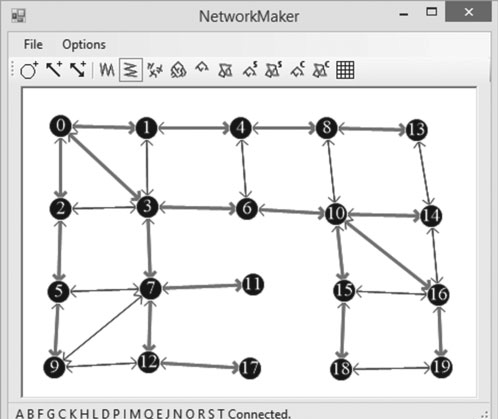 NetworkMaker
File Options
0 1 4 8 13
2 3 6 10 14
5 7 11 15 16
9 12 17 18 19
A B F G C K H L D P I M Q E J N O R S T Connected.